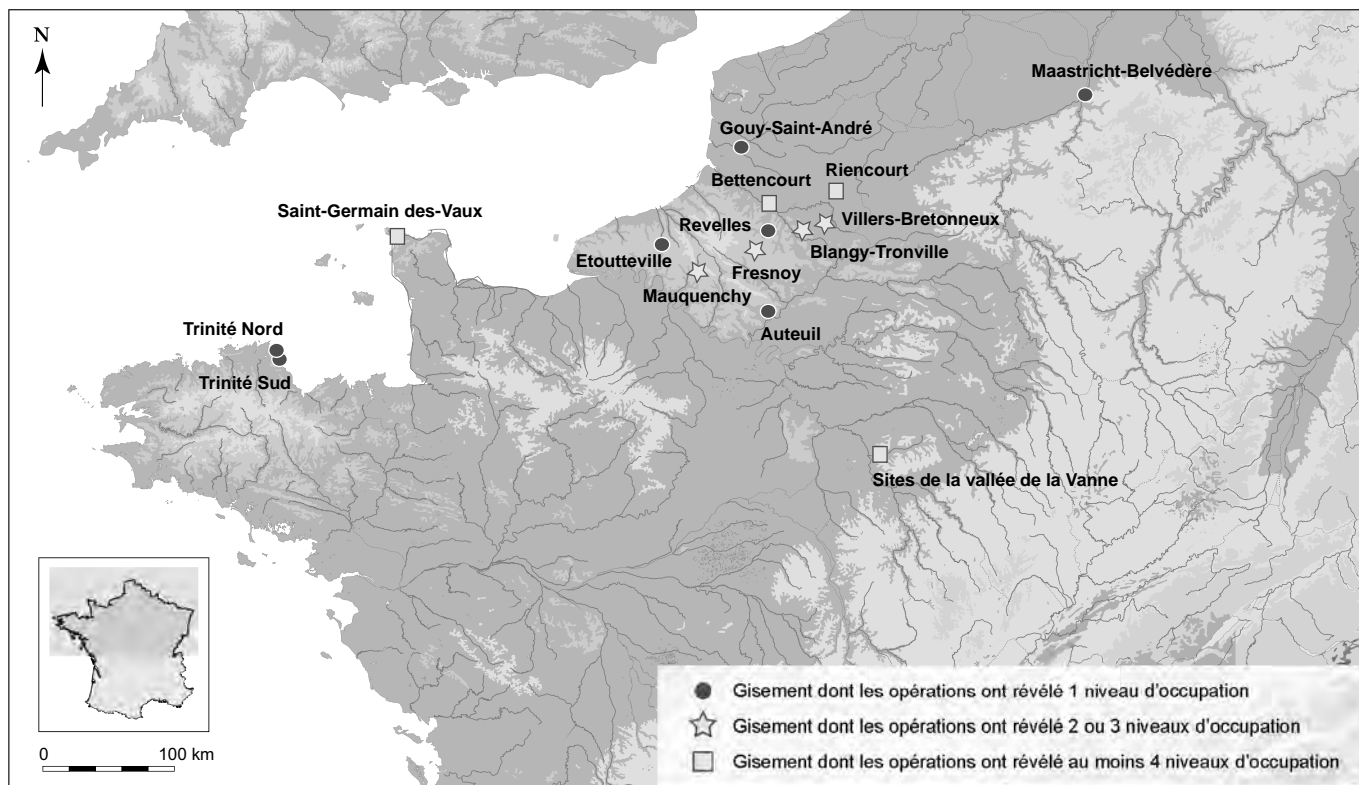 N
Maastricht-Belvédère
Gouy-Saint-André
Riencourt
Bettencourt
Saint-Germain des-Vaux
Villers-Bretonneux
Revelles
Blangy-Tronville
Etoutteville
Fresnoy
Mauquenchy
Auteuil
Trinité Nord
Trinité Sud
Sites de la vallée de la Vanne
Gisement dont les opérations ont révélé 1 niveau d'occupation
Gisement dont les opérations ont révélé 2 ou 3 niveaux d'occupation
Gisement dont les opérations ont révélé au moins 4 niveaux d'occupation
0 100 km